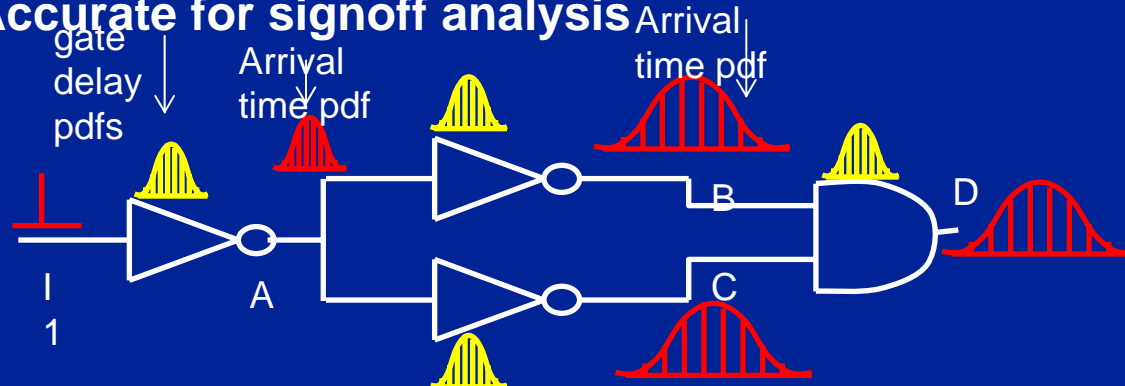 Accurate for signoff analysis
gate
delay
pdfs
Arrival
time pdf
Arrival
time pdf
B
D
I
1
A
C